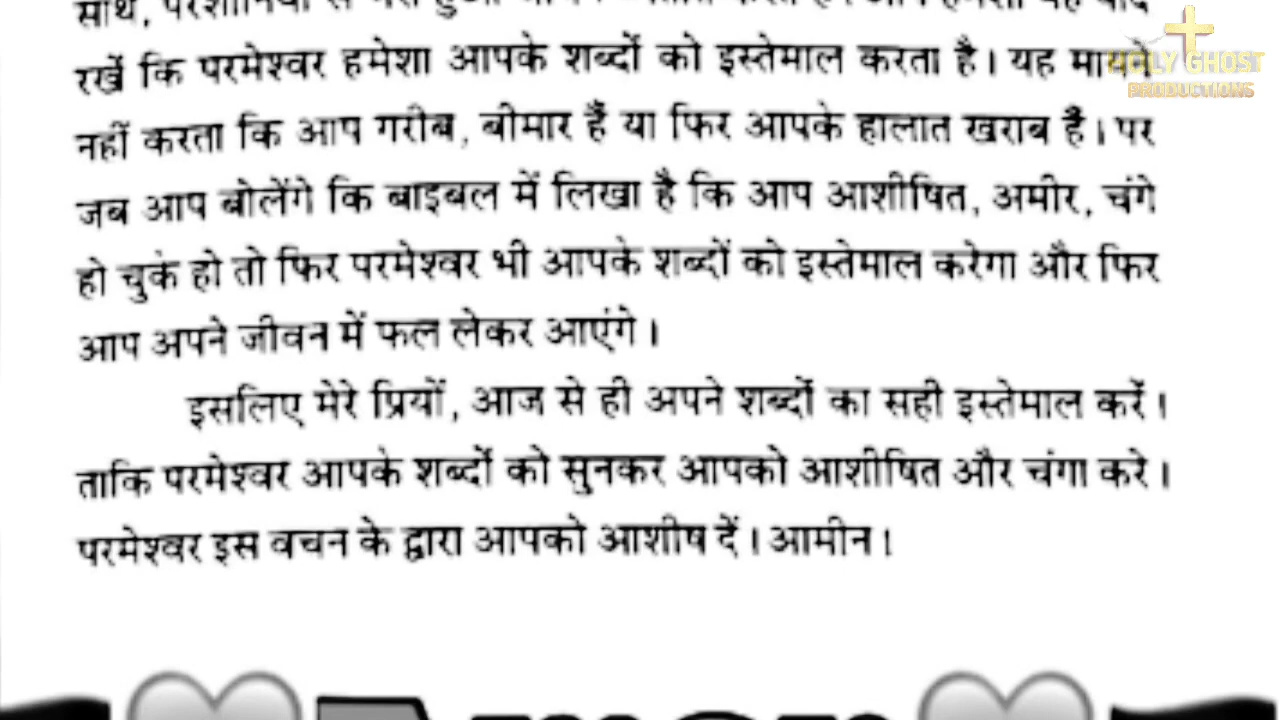 रखें कि परमेश्वर हमेशा आपके शब्दों को इस्तेमाल करता है। यह मायने
नहीं करता कि आप गरीब, बीमार हैं या फिर आपके हालात खराब हैं। पर
जब आप बोलेंगे कि बाइबल में लिखा है कि आप आशीषित, अमीर, चंगे
हो चुके हो तो फिर परमेश्वर भी आपके शब्दों को इस्तेमाल करेगा और फिर
आप अपने जीवन में फल लेकर आएंगे।
इसलिए मेरे प्रियों, आज से ही अपने शब्दों का सही इस्तेमाल करें।
ताकि परमेश्वर आपके शब्दों को सुनकर आपको आशीषित और चंगा करे।
परमेश्वर इस वचन के द्वारा आपको आशीष दें। आमीन।
HOLY GHOST
PRODUCTIONS